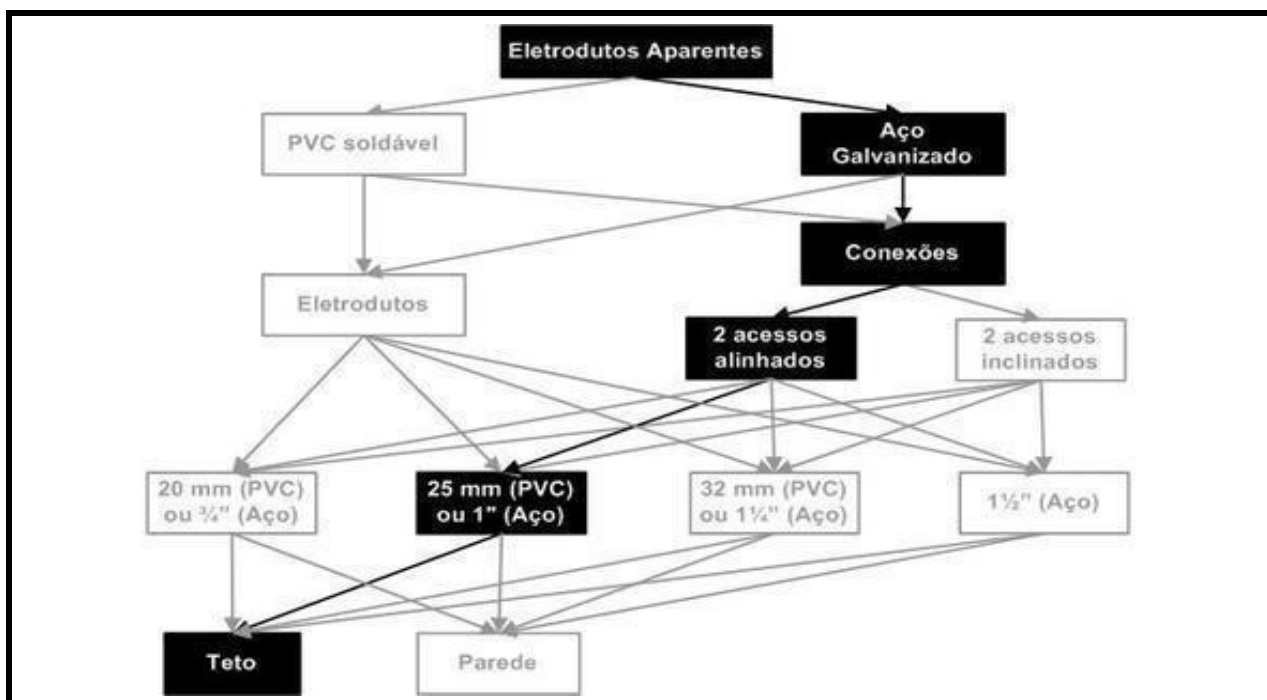 Eletrodutos Aparentes
PVC soldável
Aço
Galvanizado
Conexões
Eletrodutos
2 acessos
alinhados
2 acessos
inclinados
20 mm (PVC)
ou ¾" (Aço)
25 mm (PVC)
ou 1" (Aço)
32 mm (PVC)
ou 1¼" (Aço)
1½" (Aço)
Teto
Parede